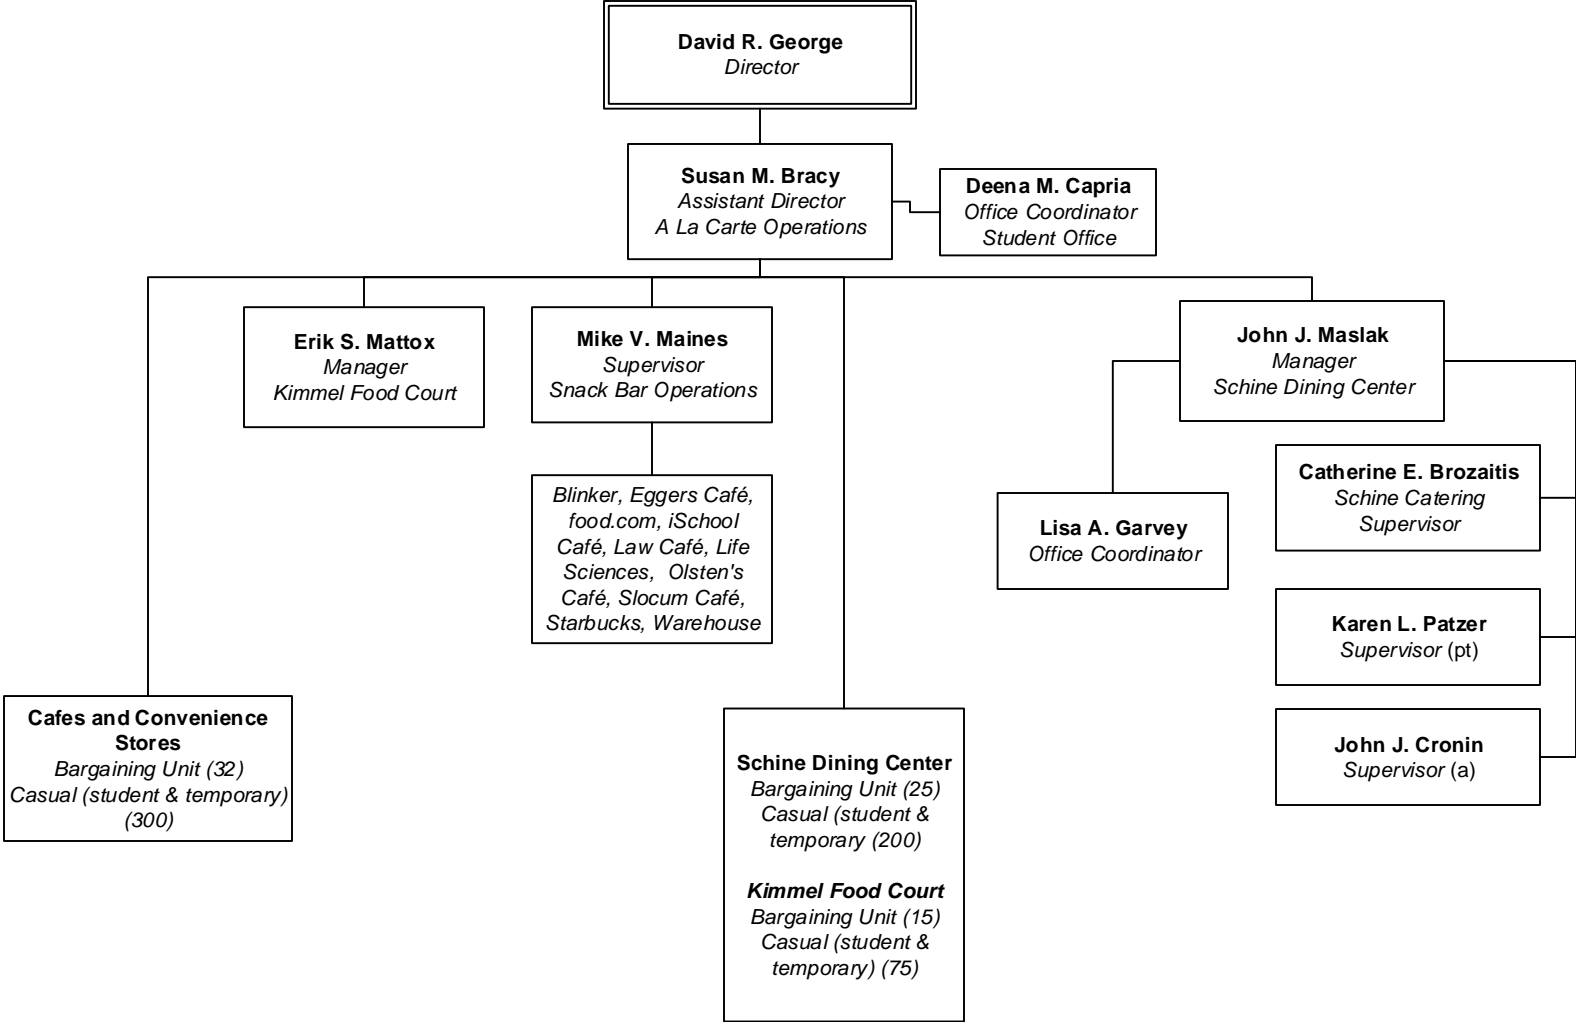 David R. George
Director
Susan M. Bracy
Assistant Director
A La Carte Operations
Deena M. Capria
Office Coordinator
Student Office
Erik S. Mattox
Manager
Kimmel Food Court
Mike V. Maines
Supervisor
Snack Bar Operations
John J. Maslak
Manager
Schine Dining Center
Blinker, Eggers Café,
food.com, iSchool
Café, Law Café, Life
Sciences,  Olsten's
Café, Slocum Café,
Starbucks, Warehouse
Lisa A. Garvey
Office Coordinator
Catherine E. Brozaitis
Schine Catering
Supervisor
Karen L. Patzer
Supervisor (pt)
John J. Cronin
Supervisor (a)
Cafes and Convenience
Stores
Bargaining Unit (32)
Casual (student & temporary)
(300)
Schine Dining Center
Bargaining Unit (25)
Casual (student &
temporary (200)
Kimmel Food Court
Bargaining Unit (15)
Casual (student &
temporary) (75)